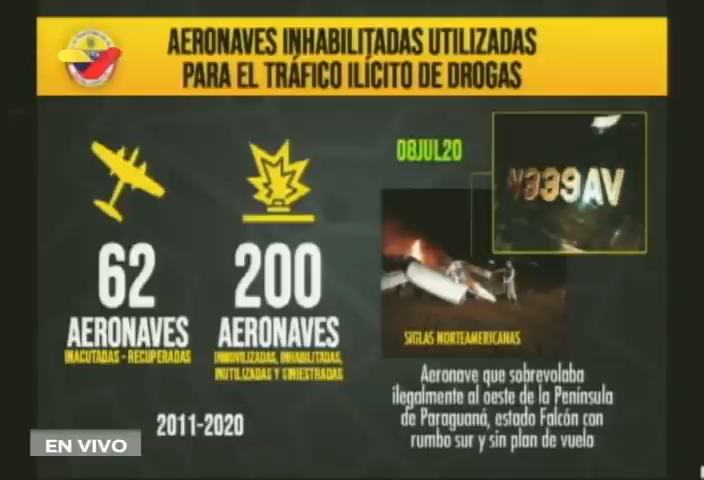 AERONAVES INHABILITADAS UTILIZADAS
PARA EL TRÁFICO ILÍCITO DE DROGAS
62
AERONAVES
INACUTADAS - RECUPERADAS
200
AERONAVES
INMOVILIZADAS, INHABILITADAS,
INUTILIZADAS Y SINIESTRADAS
2011-2020
08JUL20
N339AV
SIGLAS NORTEAMERICANAS
Aeronave que sobrevolaba
ilegalmente al oeste de la Península
de Paraguaná, estado Falcón con
rumbo sur y sin plan de vuelo
EN VIVO